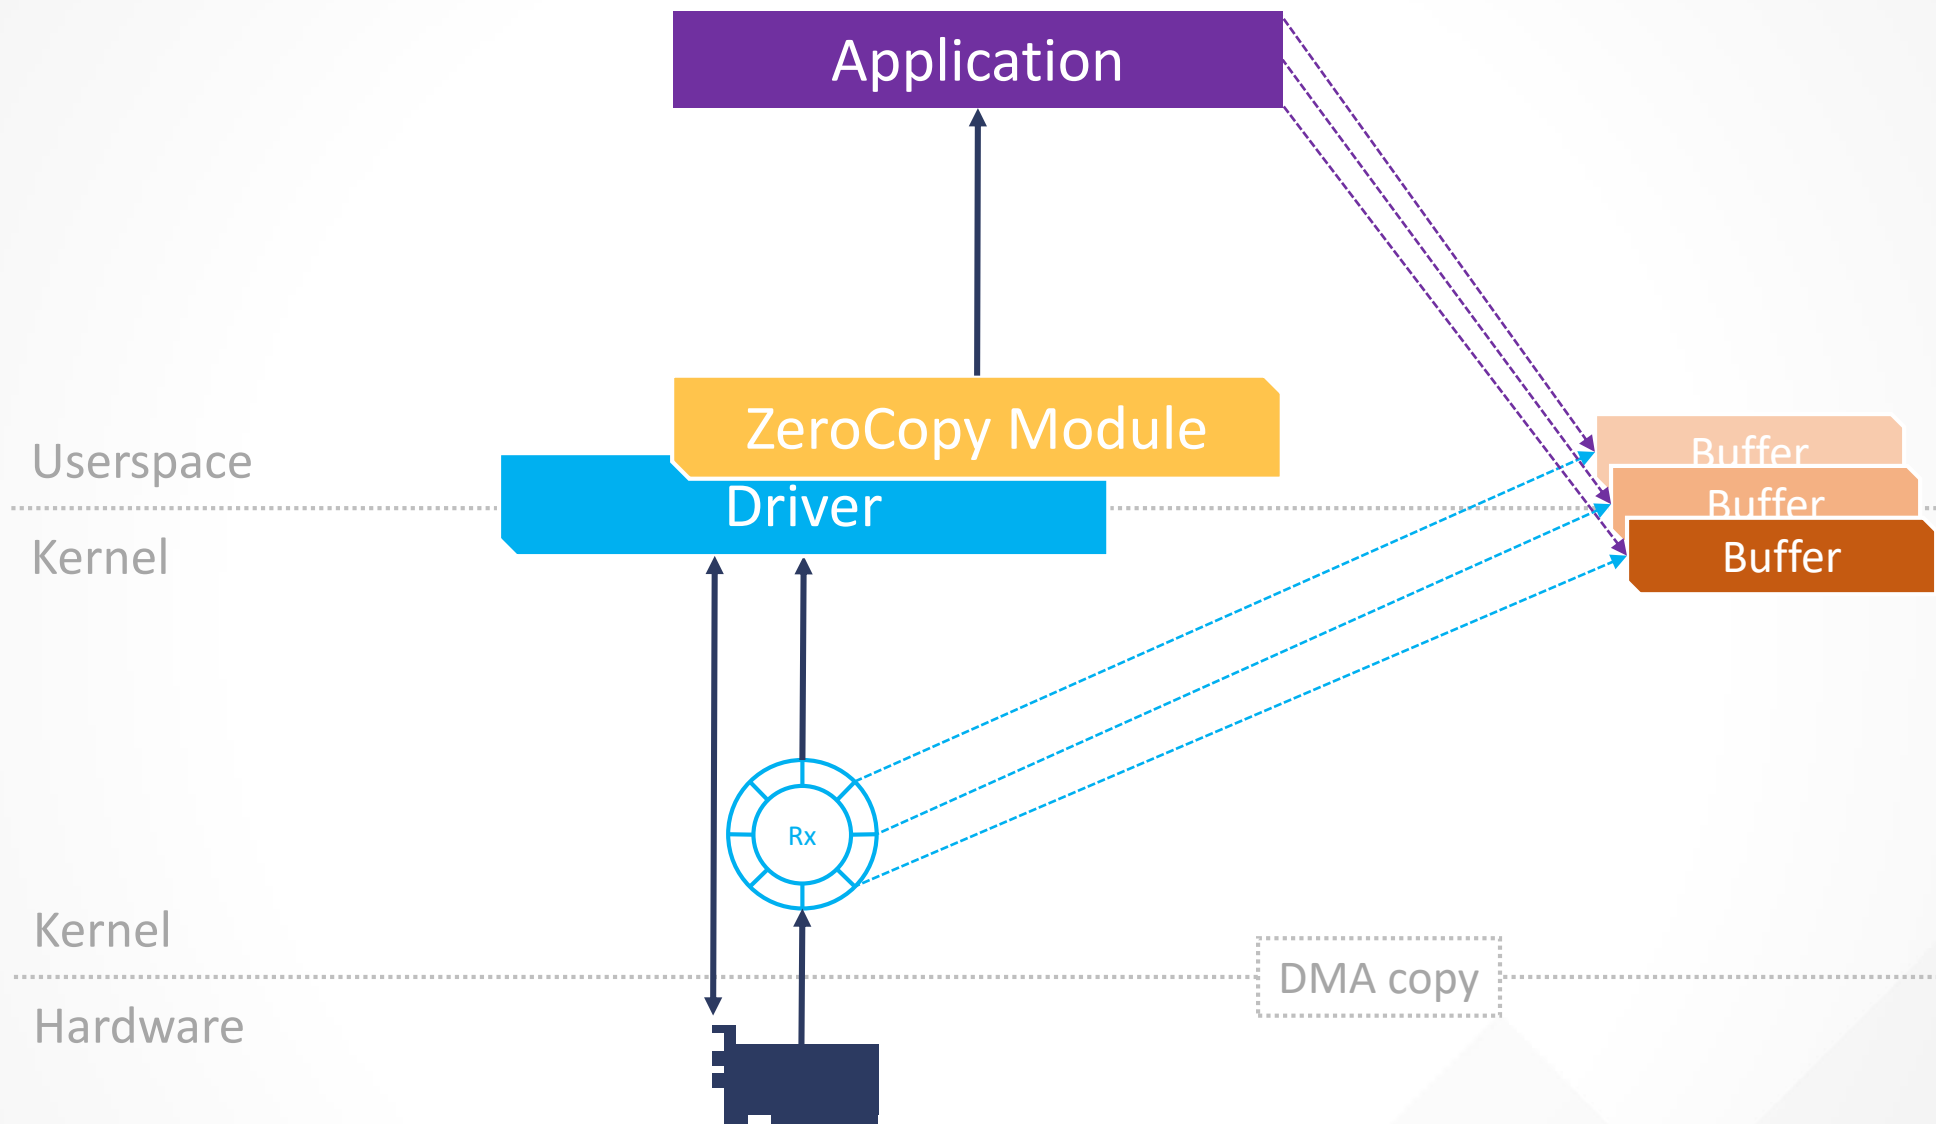 Application
ZeroCopy Module
Userspace
Driver
Kernel
Buffer
Buffer
Buffer
Rx
Kernel
DMA copy
Hardware